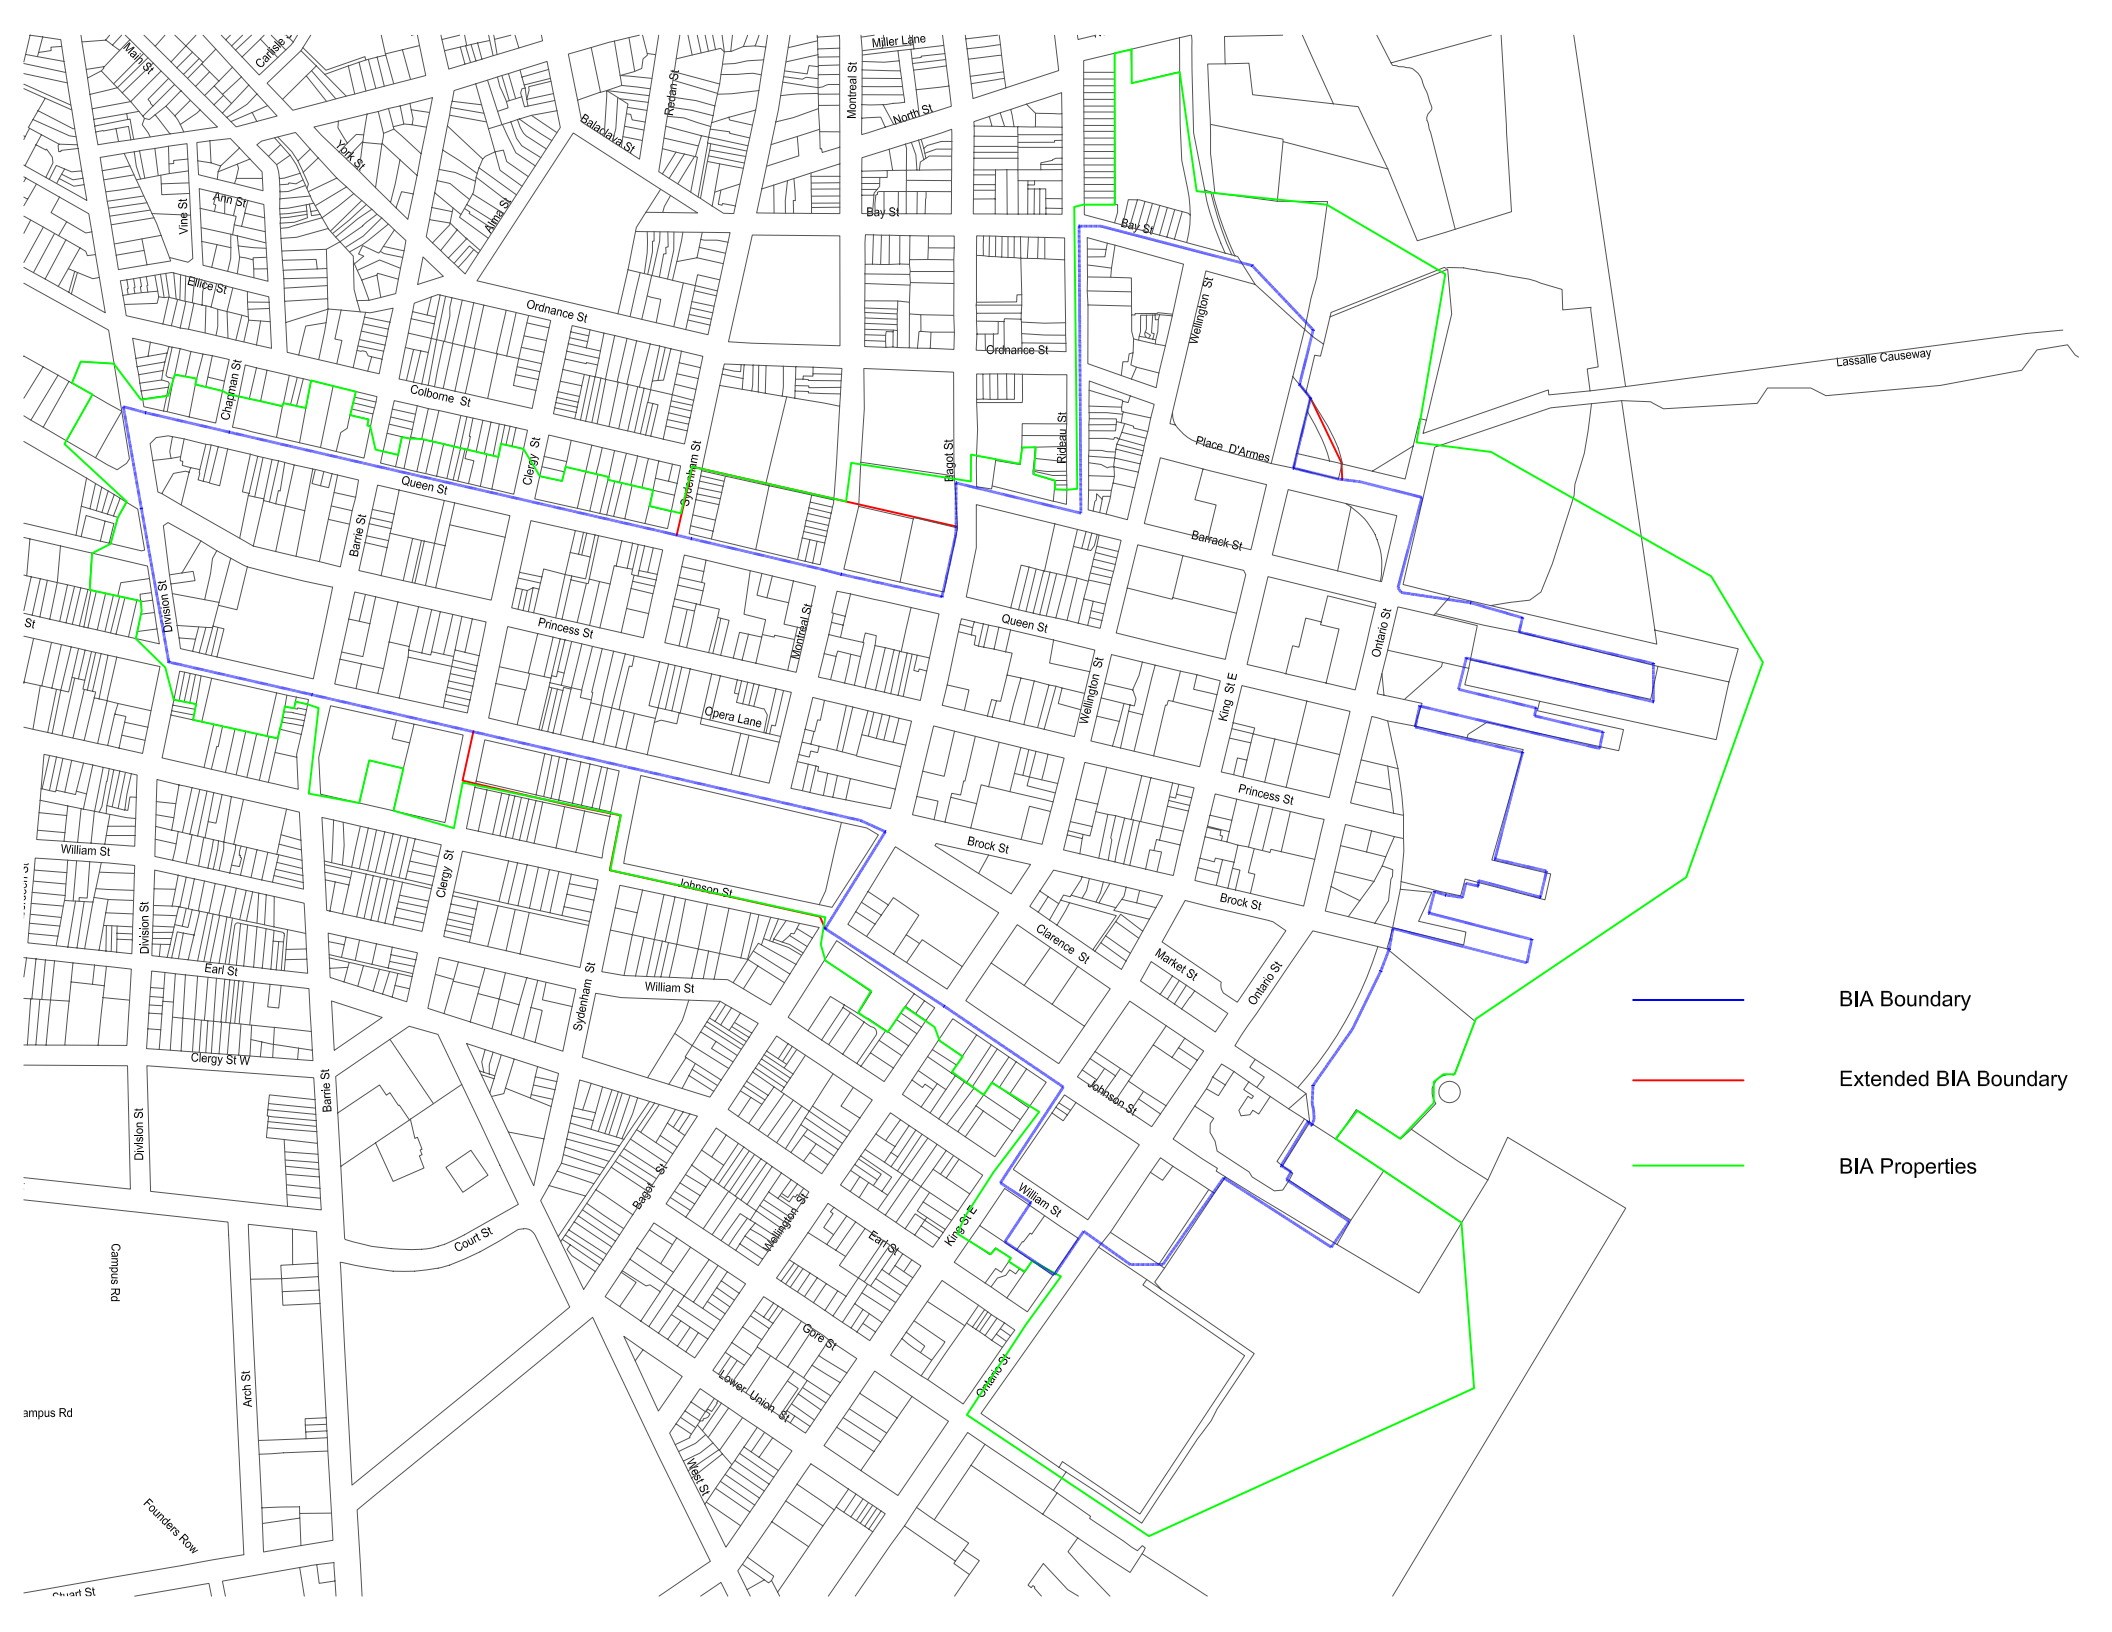 Main St
Carlisle
Miller Lane
Montreal St
Redan St
North St
Balaclava St
York St
Vine St
Ann St
Alma St
Bay St
Bay St
Ellice St
Ordnance St
Wellington St
Ordnance St
Lassalle Causeway
Chapman St
Colborne St
Rideau St
Place D'Armes
Clergy St
Sydenham St
Bagot St
Queen St
Barrie St
Barrack St
Division St
Princess St
Montreal St
Queen St
Ontario St
St
Wellington St
King St E
Opera Lane
Princess St
Brock St
William St
Clergy St
Johnson St
Brock St
Division St
Clarence St
Market St
Ontario St
Earl St
Sydenham St
William St
BIA Boundary
Clergy St W
Barrie St
Johnson St
Extended BIA Boundary
Division St
BIA Properties
Bagot St
William St
Wellington St
King St E
Court St
Earl St
Campus Rd
Gore St
Ontario St
Arch St
Lower Union St
ampus Rd
West St
Founders Row
Stuart St